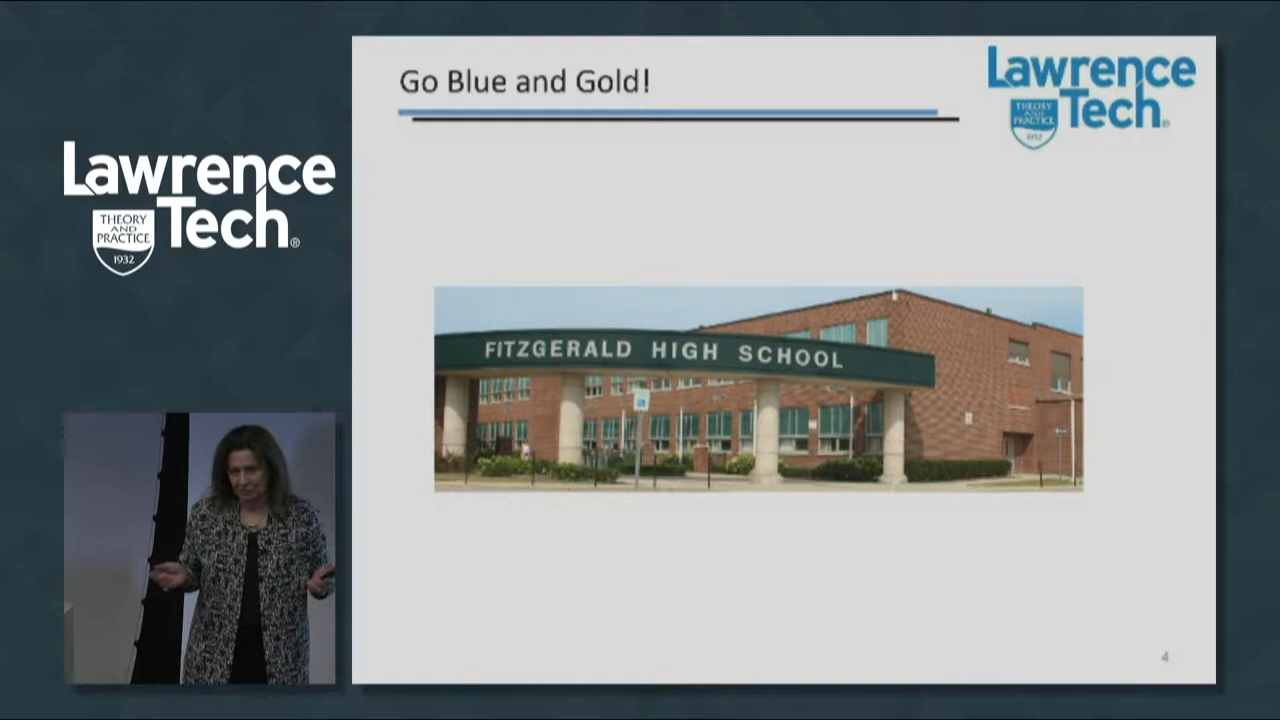 Lawrence
Tech®
THEORY
AND
PRACTICE
1932
Go Blue and Gold!
Lawrence
Tech®
THEORY
AND
PRACTICE
1932
FITZGERALD HIGH SCHOOL
4